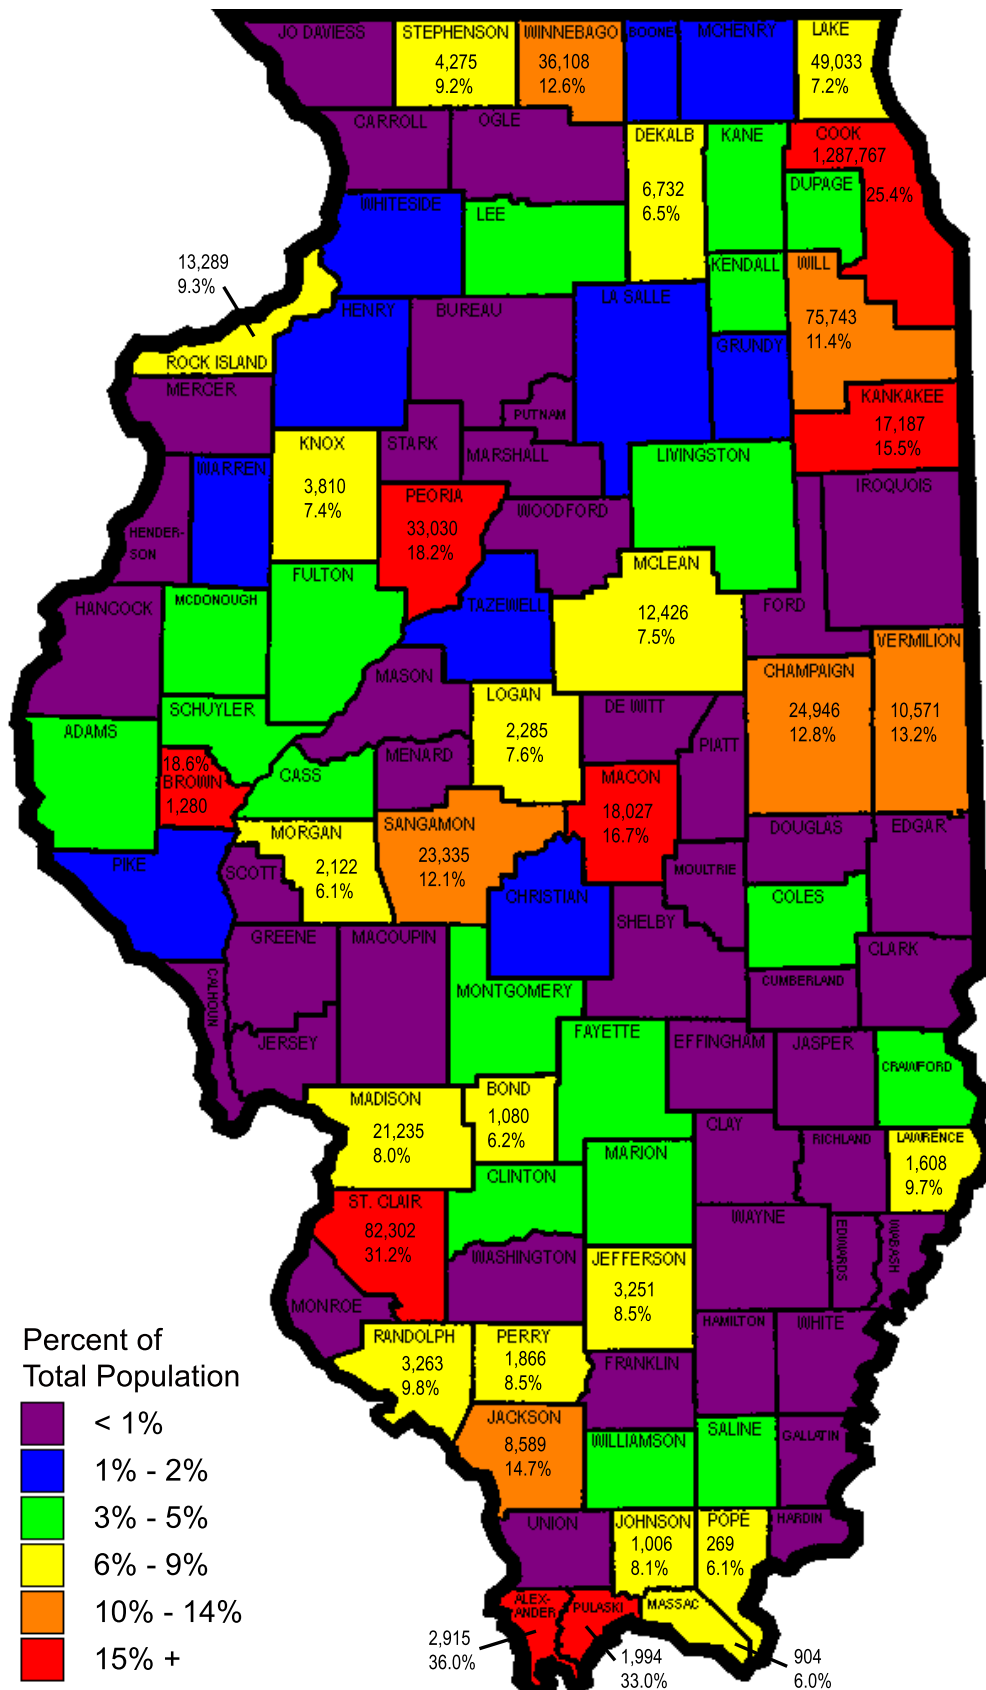 JO DAVIESS
STEPHENSON
4,275
9.2%
WINNEBAGO
36,108
12.6%
BOONE
MCHENRY
LAKE
49,033
7.2%
CARROLL
OGLE
DEKALB
6,732
6.5%
KANE
COOK
1,287,767
25.4%
DUPAGE
WHITESIDE
LEE
KENDALL
WILL
75,743
11.4%
13,289
9.3%
ROCK ISLAND
HENRY
BUREAU
LA SALLE
GRUNDY
MERCER
PUTNAM
KANKAKEE
17,187
15.5%
KNOX
3,810
7.4%
STARK
MARSHALL
LIVINGSTON
IROQUOIS
WARREN
PEORIA
33,030
18.2%
WOODFORD
HENDER-
SON
FULTON
MCLEAN
12,426
7.5%
HANCOCK
MCDONOUGH
TAZEWELL
FORD
VERMILION
10,571
13.2%
CHAMPAIGN
24,946
12.8%
MASON
LOGAN
2,285
7.6%
DE WITT
PIATT
ADAMS
SCHUYLER
18.6%
BROWN
1,280
CASS
MENARD
MACON
18,027
16.7%
MORGAN
2,122
6.1%
SANGAMON
23,335
12.1%
DOUGLAS
EDGAR
PIKE
SCOTT
CHRISTIAN
MOULTRIE
COLES
SHELBY
GREENE
MACOUPIN
CLARK
CALHOUN
MONTGOMERY
CUMBERLAND
JERSEY
FAYETTE
EFFINGHAM
JASPER
CRAWFORD
MADISON
21,235
8.0%
BOND
1,080
6.2%
CLAY
RICHLAND
LAWRENCE
1,608
9.7%
MARION
CLINTON
ST. CLAIR
82,302
31.2%
WAYNE
EDWARDS
WABASH
WASHINGTON
JEFFERSON
3,251
8.5%
MONROE
RANDOLPH
3,263
9.8%
PERRY
1,866
8.5%
HAMILTON
WHITE
FRANKLIN
JACKSON
8,589
14.7%
WILLIAMSON
SALINE
GALLATIN
UNION
JOHNSON
1,006
8.1%
POPE
269
6.1%
HARDIN
ALEX-
ANDER
PULASKI
MASSAC
2,915
36.0%
1,994
33.0%
904
6.0%
Percent of
Total Population
< 1%
1% - 2%
3% - 5%
6% - 9%
10% - 14%
15% +